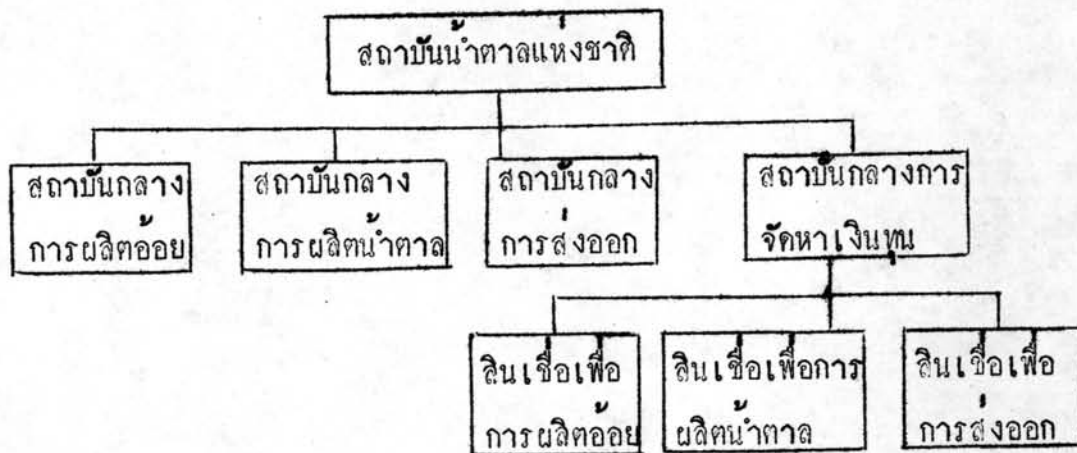 สถาบันน้ำตาลแห่งชาติ
สถาบันกลาง
การผลิตอ้อย
สถาบันกลาง
การผลิตน้ำตาล
สถาบันกลาง
การส่งออก
สถาบันกลางการ
จัดหาเงินทุน
สินเชื่อเพื่อ
การผลิตอ้อย
สินเชื่อเพื่อการ
ผลิตน้ำตาล
สินเชื่อเพื่อ
การส่งออก